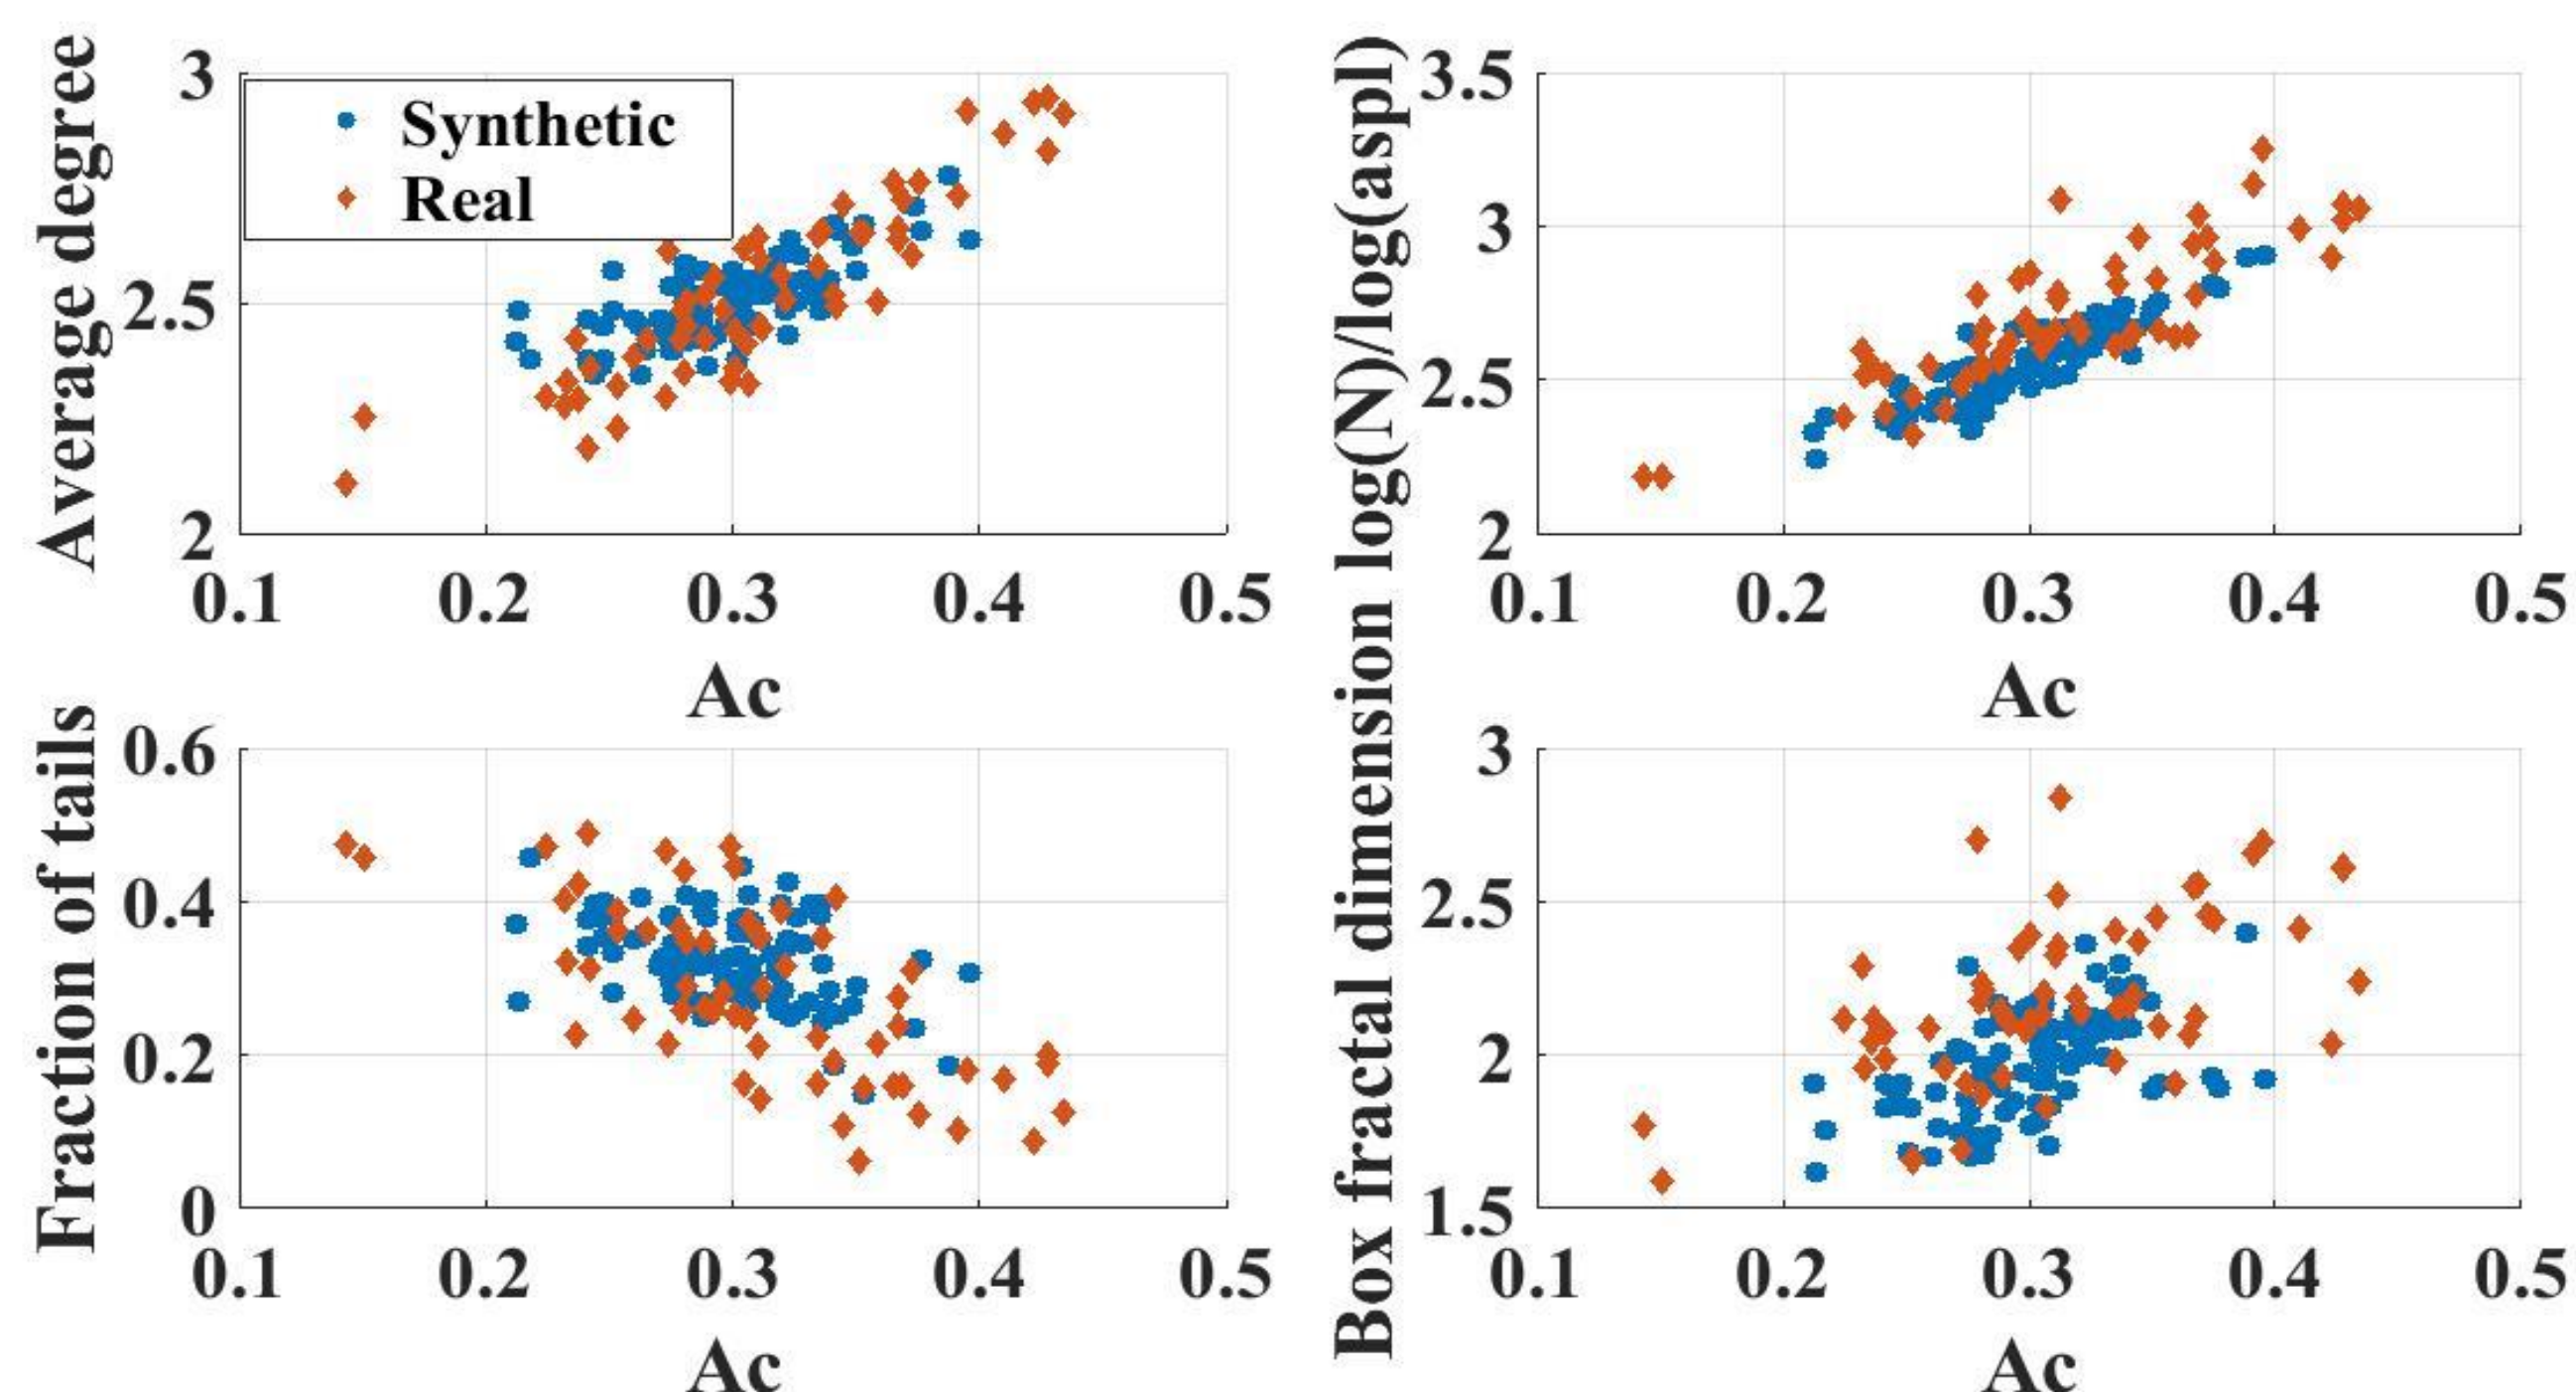 Average degree
3
2.5
2
Synthetic
Real
0.1 0.2 0.3 0.4 0.5
Ac
log(N)/log(aspl)
3.5
3
2.5
2
0.1 0.2 0.3 0.4 0.5
Ac
Fraction of tails
0.6
0.4
0.2
0
0.1 0.2 0.3 0.4 0.5
Ac
Box fractal dimension
3
2.5
2
1.5
0.1 0.2 0.3 0.4 0.5
Ac